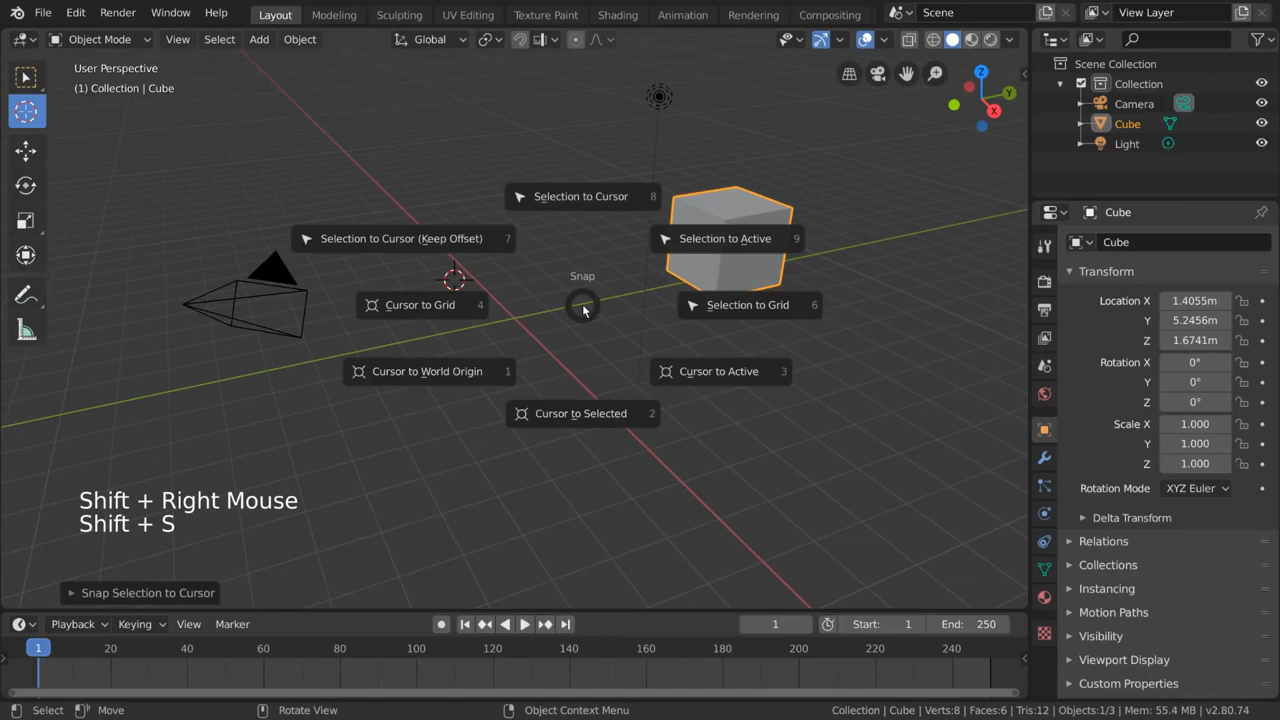 File Edit Render Window Help Layout Modeling Sculpting UV Editing Texture Paint Shading Animation Rendering Compositing Scene View Layer
Object Mode View Select Add Object Global
User Perspective
(1) Collection | Cube
Z
Y
X
Scene Collection
Collection
Camera
Cube
Light
Selection to Cursor 8
Selection to Cursor (Keep Offset) 7
Selection to Active 9
Snap
Cursor to Grid 4
Selection to Grid 6
Cursor to World Origin 1
Cursor to Active 3
Cursor to Selected 2
Cube
Cube
Transform
Location X 1.4055m
Y 5.2456m
Z 1.6741m
Rotation X 0°
Y 0°
Z 0°
Scale X 1.000
Y 1.000
Z 1.000
Rotation Mode XYZ Euler
Delta Transform
Relations
Collections
Instancing
Motion Paths
Visibility
Viewport Display
Custom Properties
Shift + Right Mouse
Shift + S
Snap Selection to Cursor
Playback Keying View Marker 1 Start: 1 End: 250
1 20 40 60 80 100 120 140 160 180 200 220 240
Select Move Rotate View Object Context Menu Collection | Cube | Verts:8 | Faces:6 | Tris:12 | Objects:1/3 | Mem: 55.4 MB | v2.80.74